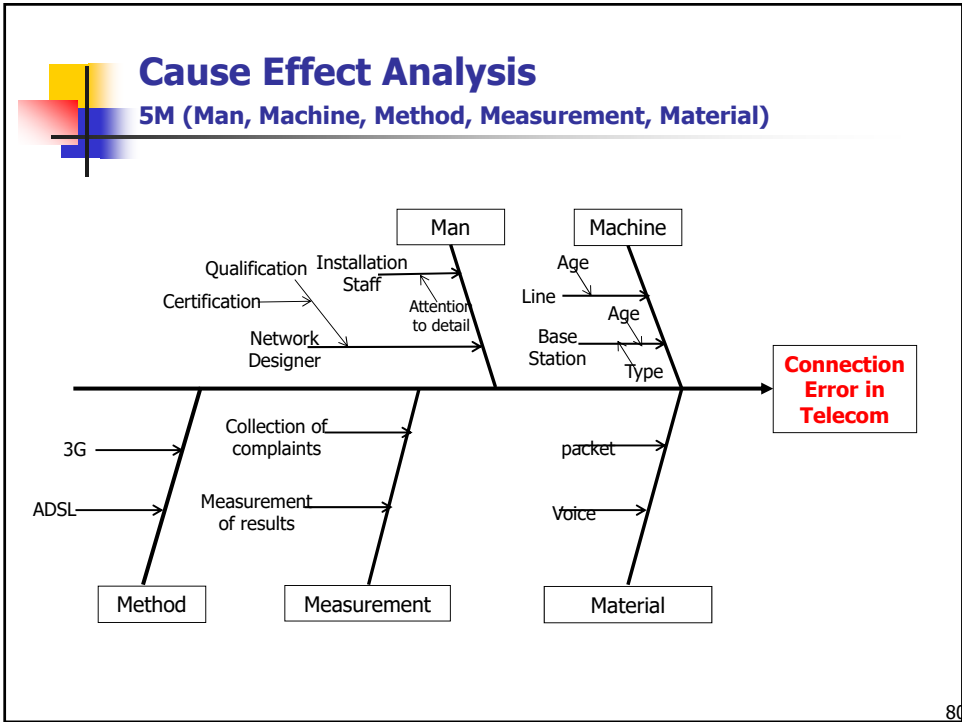 Cause Effect Analysis
5M (Man, Machine, Method, Measurement, Material)
Man
Machine
Qualification
Installation
Staff
Age
Certification
Attention
to detail
Line
Age
Network
Designer
Base
Station
Type
Connection
Error in
Telecom
Collection of
complaints
3G
packet
Measurement
of results
ADSL
Voice
Method
Measurement
Material
80